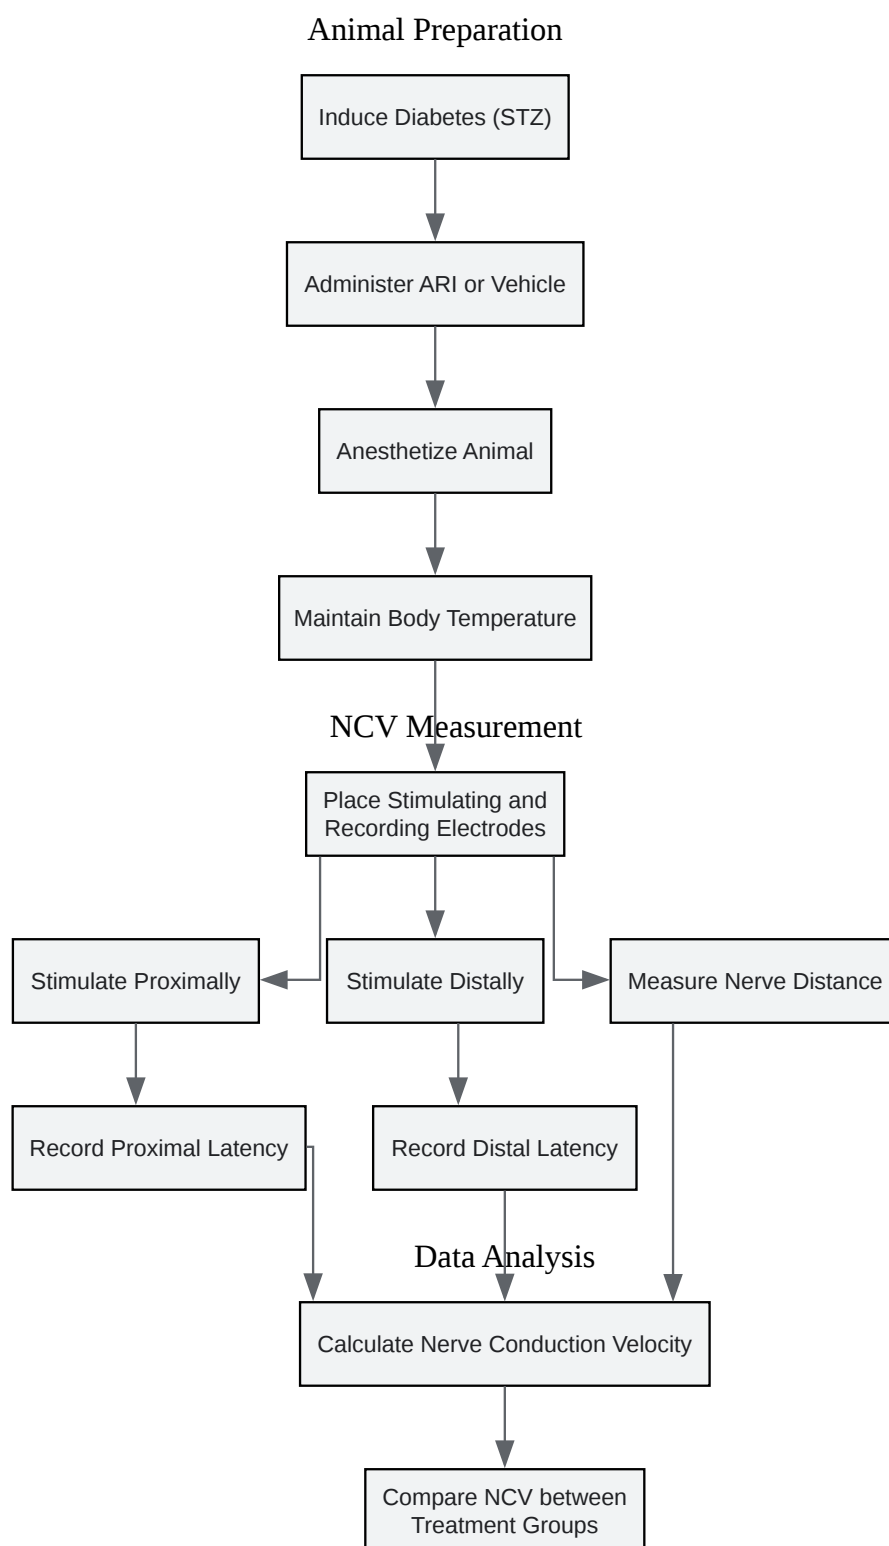 Animal Preparation
Induce Diabetes (STZ)
Administer ARI or Vehicle
Anesthetize Animal
Maintain Body Temperature
NCV Measurement
Place Stimulating and
Recording Electrodes
Stimulate Proximally
Stimulate Distally
Measure Nerve Distance
Record Proximal Latency
Record Distal Latency
Data Analysis
Calculate Nerve Conduction Velocity
Compare NCV between
Treatment Groups